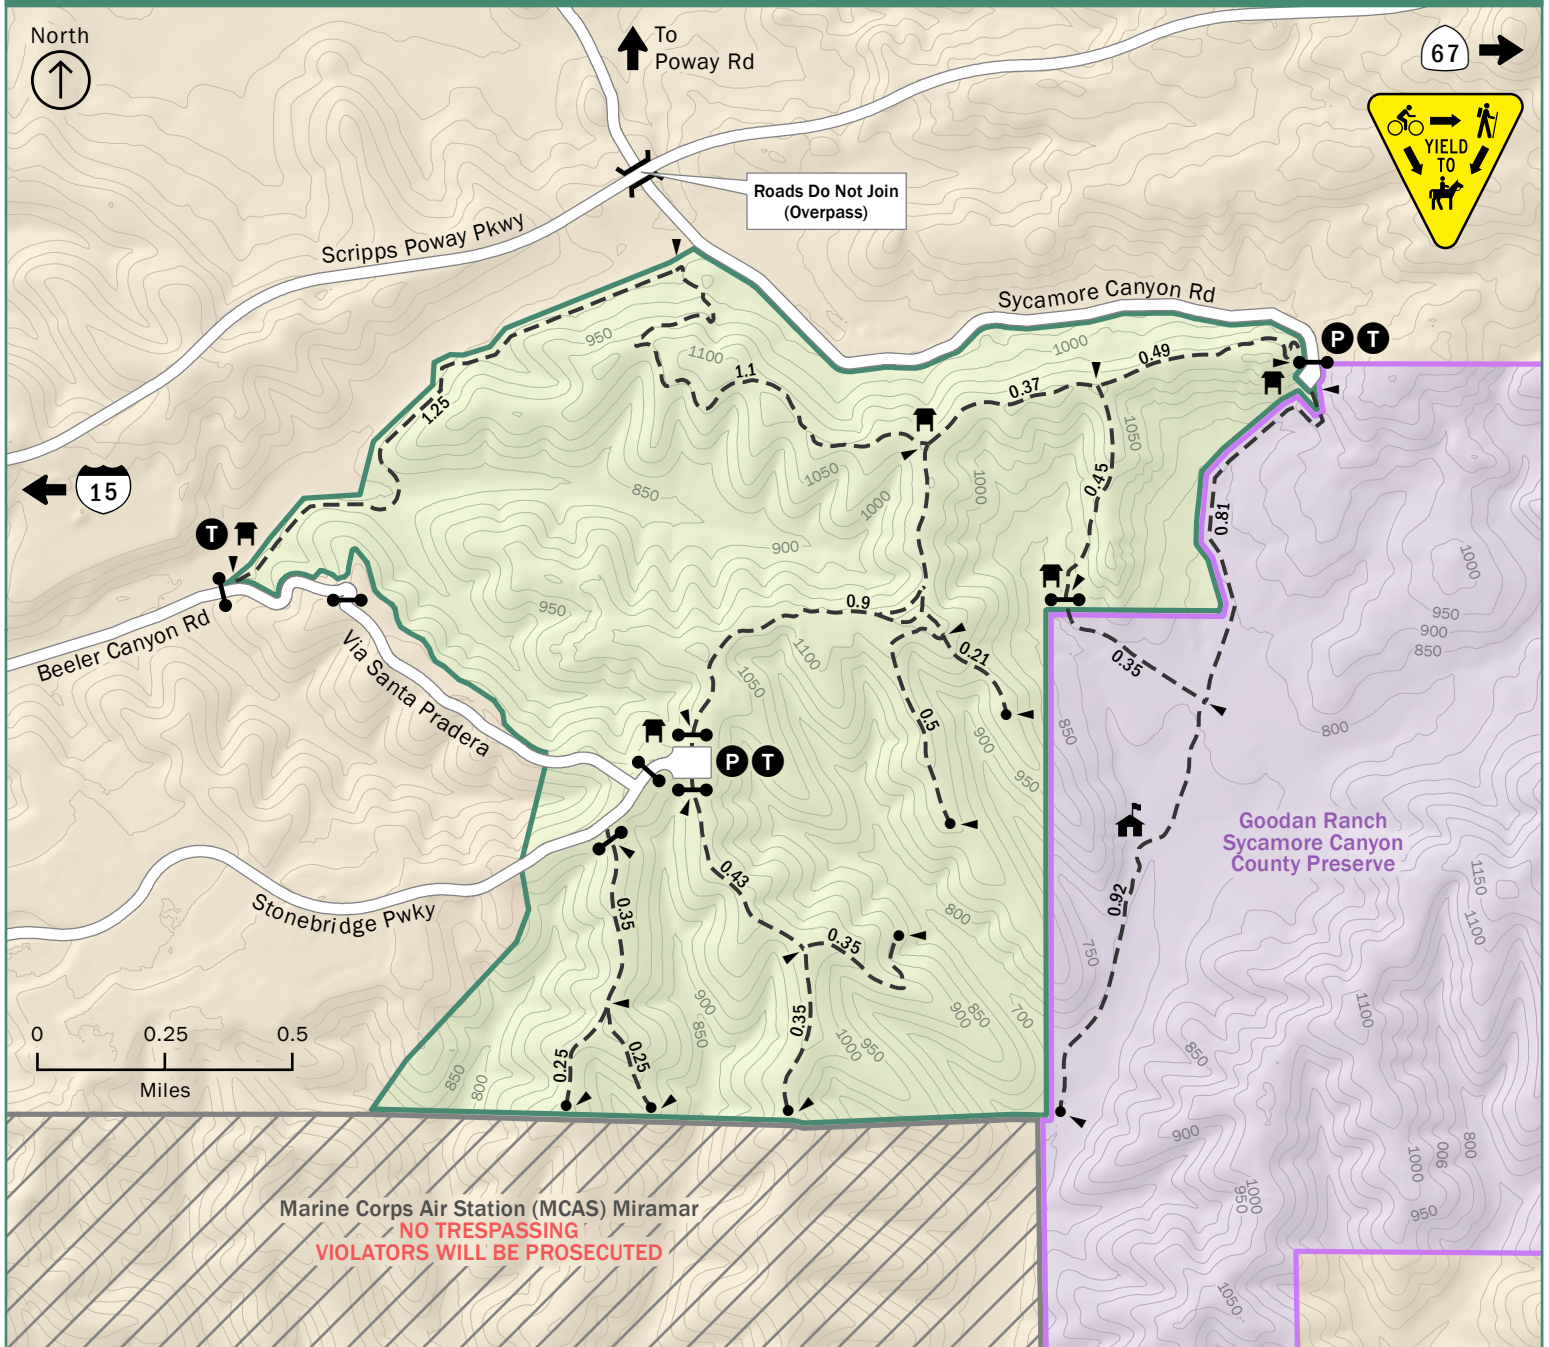 North
To
Poway Rd
67
YIELD
TO
Roads Do Not Join
(Overpass)
Scripps Poway Pkwy
Sycamore Canyon Rd
P T
950
1100
1000
1.1
0.49
0.37
1.25
1050
1050
0.45
1000
1000
850
0.81
15
T
900
1000
950
0.9
950
900
850
Beeler Canyon Rd
Via Santa Pradera
1100
0.21
0.35
1050
0.5
900
850
800
P T
950
Goodan Ranch
Sycamore Canyon
County Preserve
0.43
1150
0.92
Stonebridge Pwky
0.35
800
1100
0.35
750
900
850
0.35
1000
950
900
850
700
1100
0
0.25
0.5
Miles
850
800
0.25
0.25
850
900
1000
900
800
1000
950
950
Marine Corps Air Station (MCAS) Miramar
NO TRESPASSING
VIOLATORS WILL BE PROSECUTED
1050